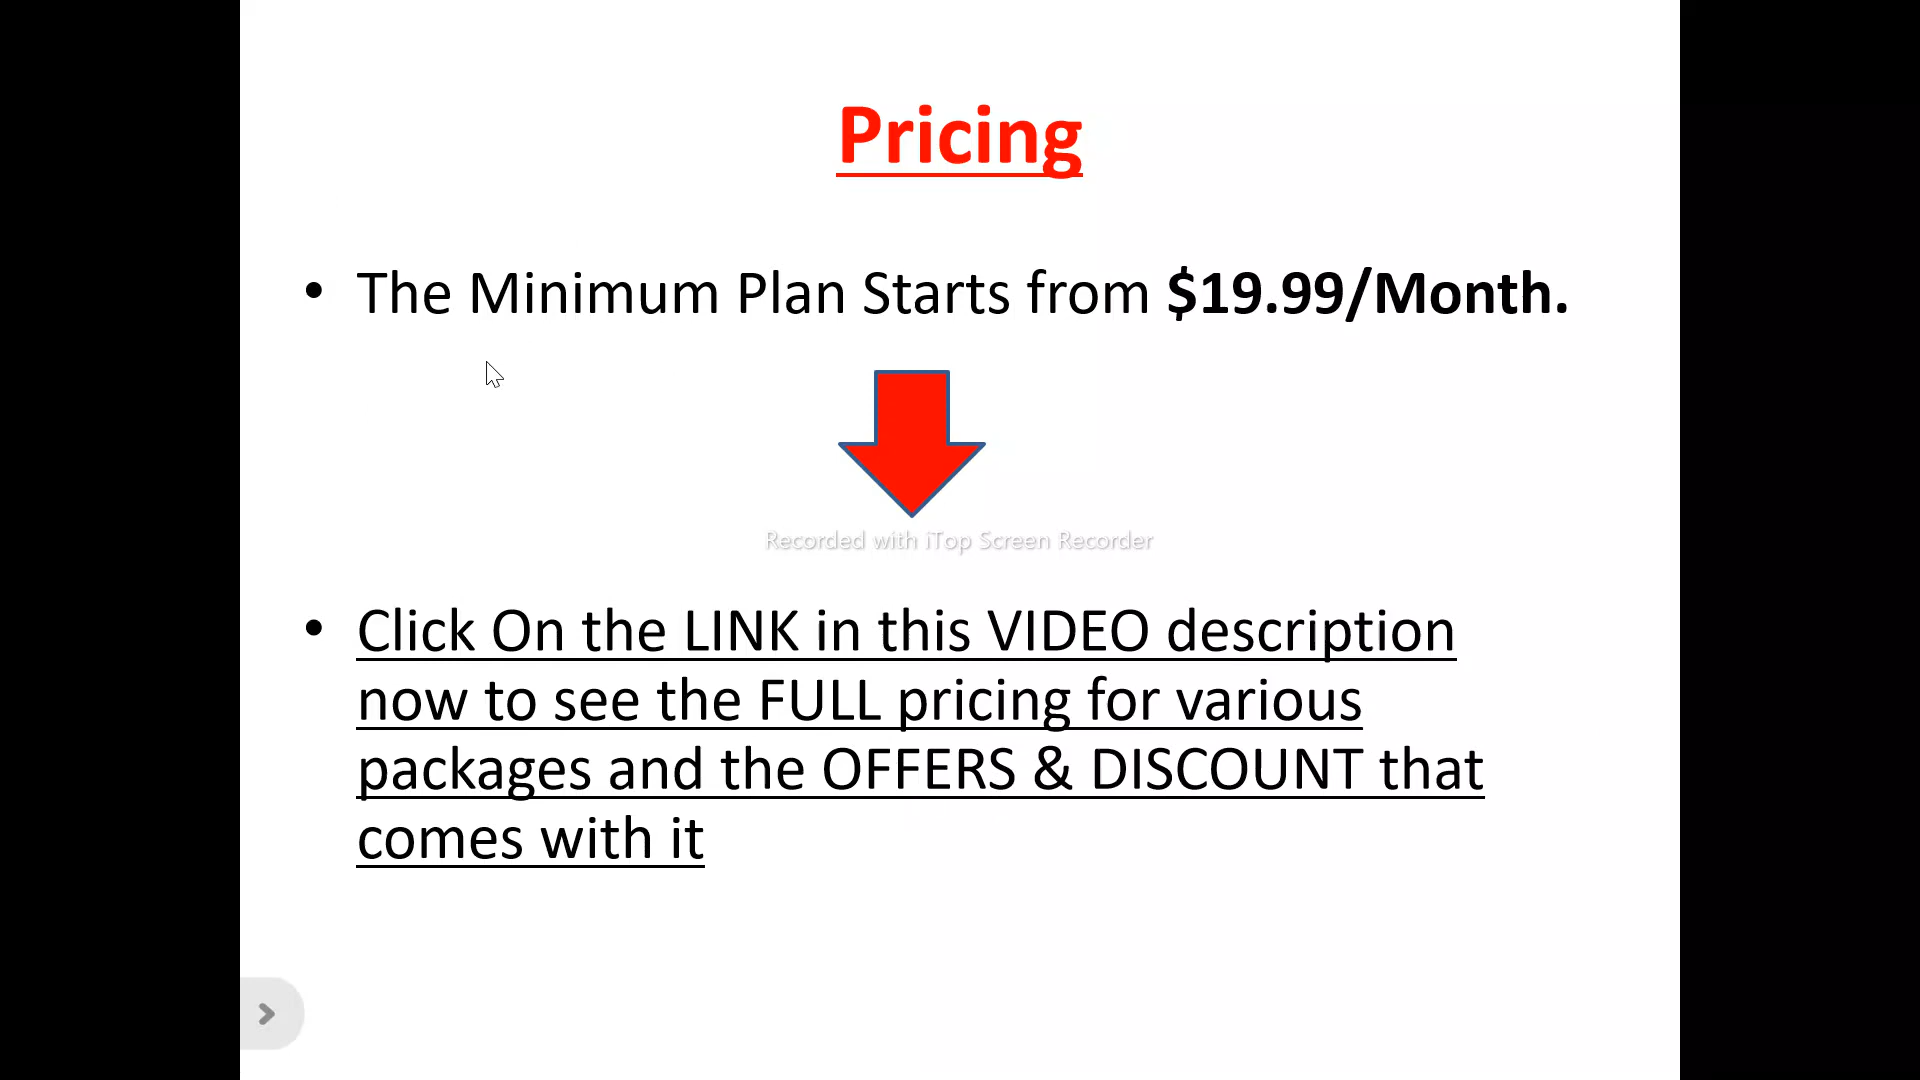 Pricing
• The Minimum Plan Starts from $19.99/Month.
Recorded with iTop Screen Recorder
• Click On the LINK in this VIDEO description
now to see the FULL pricing for various
packages and the OFFERS & DISCOUNT that
comes with it